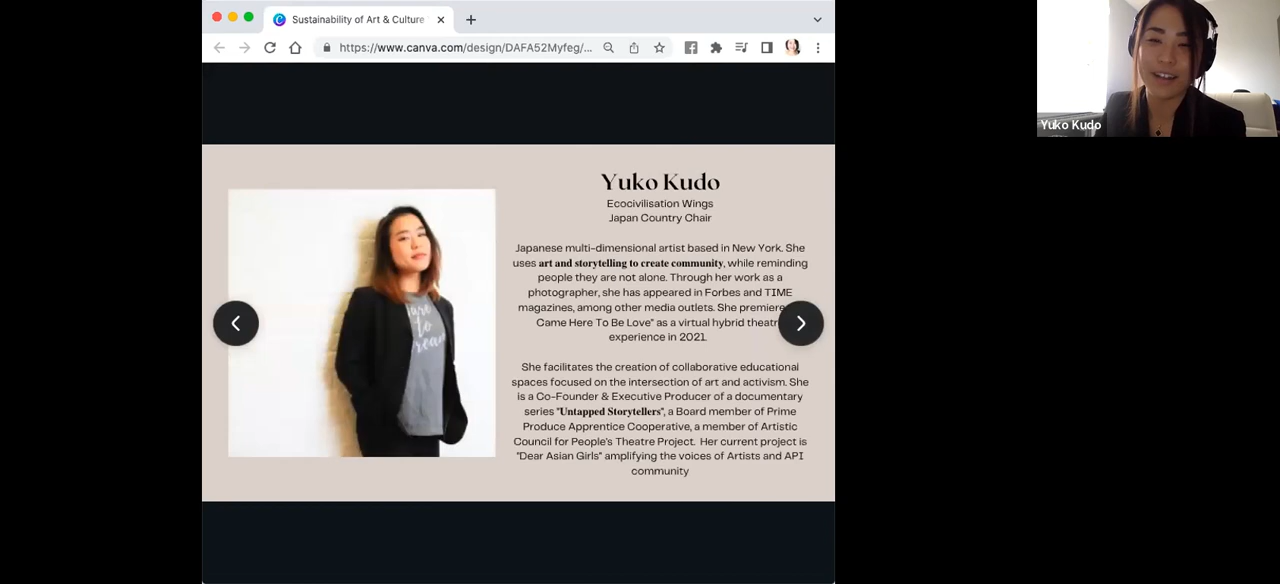 Sustainability of Art & Culture
https://www.canva.com/design/DAFA52Myfeg/...
Yuko Kudo
Yuko Kudo
Ecocivilisation Wings
Japan Country Chair
Japanese multi-dimensional artist based in New York. She
uses art and storytelling to create community, while reminding
people they are not alone. Through her work as a
photographer, she has appeared in Forbes and TIME
magazines, among other media outlets. She premiere
Came Here To Be Love" as a virtual hybrid theatr
experience in 2021.
She facilitates the creation of collaborative educational
spaces focused on the intersection of art and activism. She
is a Co-Founder & Executive Producer of a documentary
series "Untapped Storytellers", a Board member of Prime
Produce Apprentice Cooperative, a member of Artistic
Council for People's Theatre Project. Her current project is
"Dear Asian Girls" amplifying the voices of Artists and API
community
to